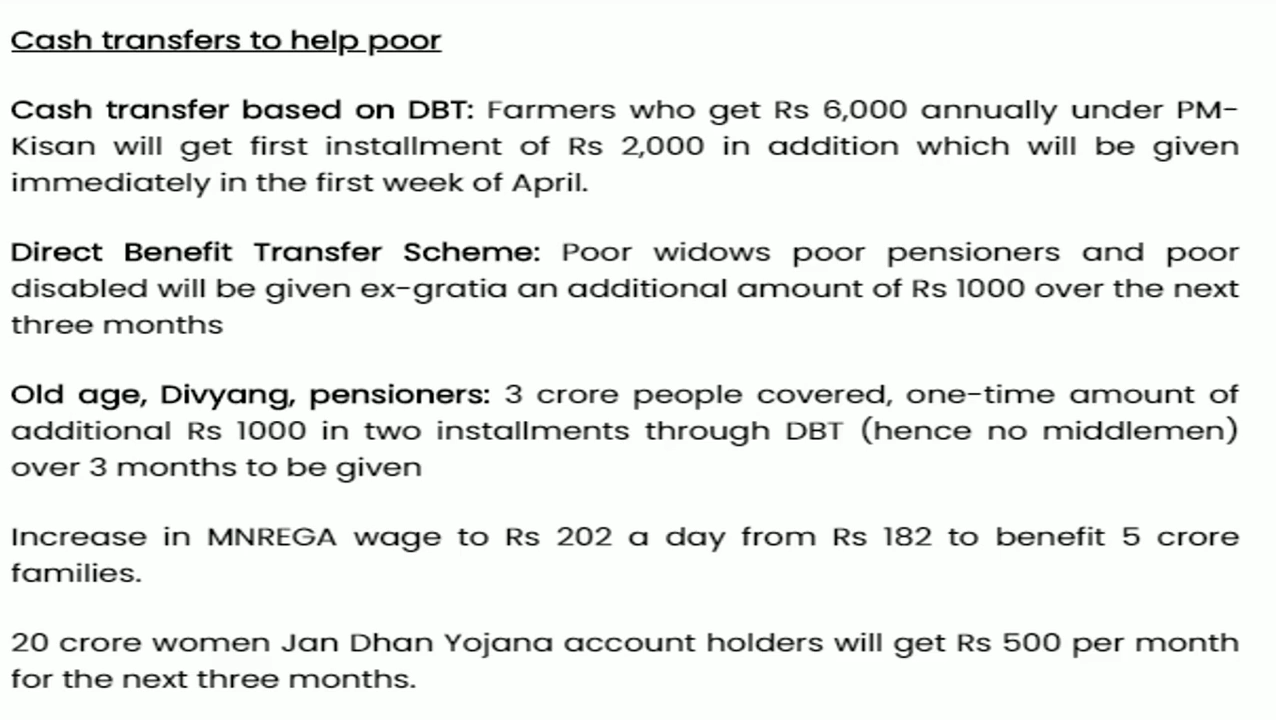 Cash transfers to help poor
Cash transfer based on DBT: Farmers who get Rs 6,000 annually under PM-
Kisan will get first installment of Rs 2,000 in addition which will be given
immediately in the first week of April.
Direct Benefit Transfer Scheme: Poor widows poor pensioners and poor
disabled will be given ex-gratia an additional amount of Rs 1000 over the next
three months
Old age, Divyang, pensioners: 3 crore people covered, one-time amount of
additional Rs 1000 in two installments through DBT (hence no middlemen)
over 3 months to be given
Increase in MNREGA wage to Rs 202 a day from Rs 182 to benefit 5 crore
families.
20 crore women Jan Dhan Yojana account holders will get Rs 500 per month
for the next three months.